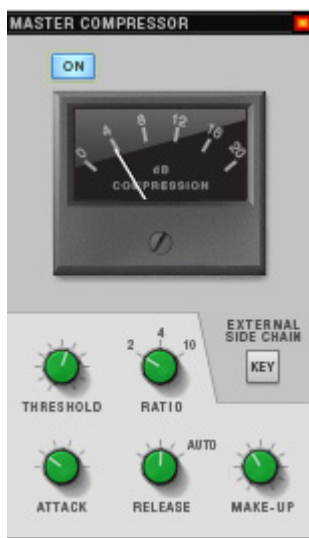 MASTER COMPRESSOR
ON
0 4 8 12 16 20
dB
COMPRESSION
EXTERNAL
SIDE CHAIN
KEY
2 4 10
THRESHOLD RATIO
AUTO
ATTACK RELEASE MAKE-UP